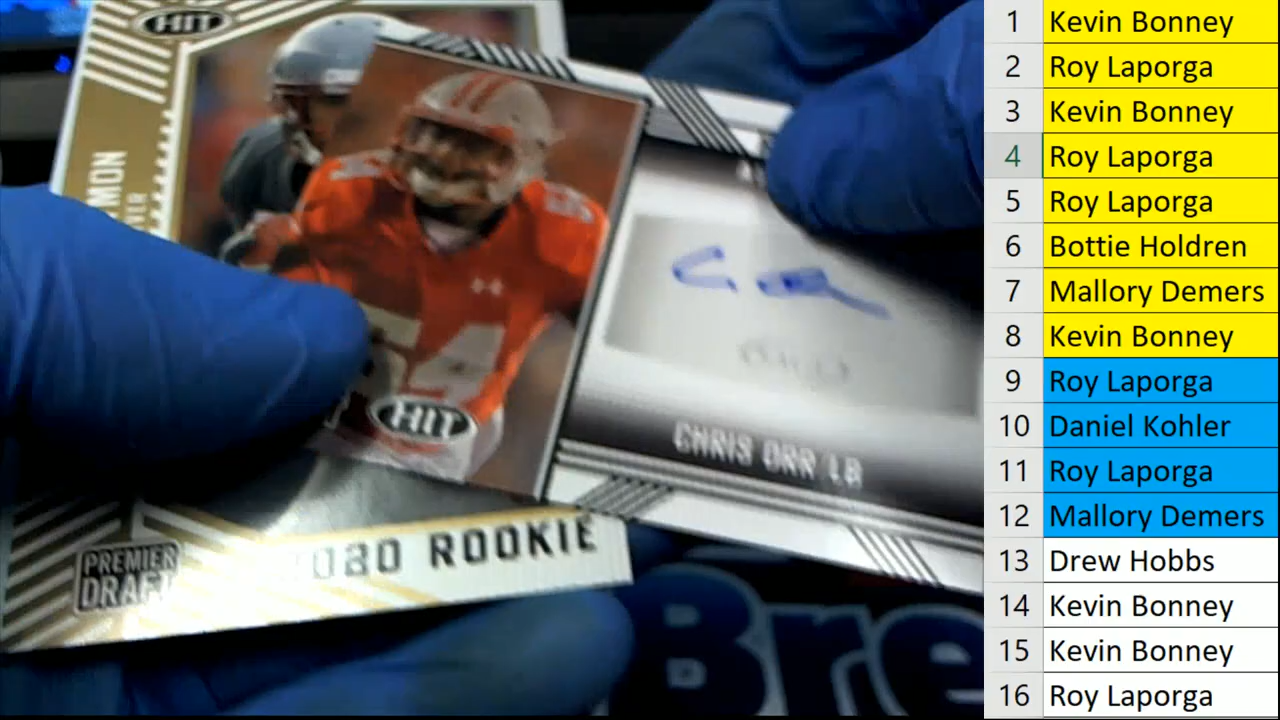 HIT
MON
54
HIT
CHRIS ORR/LB
PREMIER
DRAFT
2020 ROOKIE
Bre
1 Kevin Bonney
2 Roy Laporga
3 Kevin Bonney
4 Roy Laporga
5 Roy Laporga
6 Bottie Holdren
7 Mallory Demers
8 Kevin Bonney
9 Roy Laporga
10 Daniel Kohler
11 Roy Laporga
12 Mallory Demers
13 Drew Hobbs
14 Kevin Bonney
15 Kevin Bonney
16 Roy Laporga